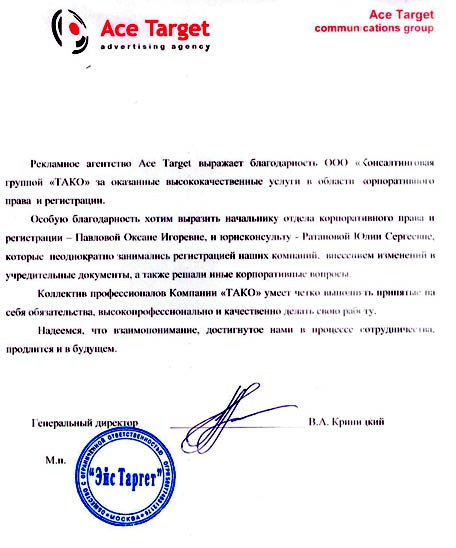 Ace Target
advertising agency
Ace Target
communications group
Рекламное агентство Ace Target выражает благодарность ООО «Консалтинговая
группой «ТАКО» за оказанные высококачественные услуги в области корпоративного
права и регистрации.
Особую благодарность хотим выразить начальнику отдела корпоративного права и
регистрации – Павловой Оксане Игоревне, и юрисконсульту - Ратановой Юлии Сергеевне,
которые неоднократно занимались регистрацией наших компаний, внесением изменений в
учредительные документы, а также решали иные корпоративные вопросы.
Коллектив профессионалов Компании «ТАКО» умеет четко выполнять принятые на
себя обязательства, высокопрофессионально и качественно делать свою работу.
Надеемся, что взаимопонимание, достигнутое нами в процессе сотрудничества,
продлится и в будущем.
Генеральный директор
В.А. Криницкий
М.п.
ОБЩЕСТВО С ОГРАНИЧЕННОЙ ОТВЕТСТВЕННОСТЬЮ
"Эйс Таргет"
МОСКВА